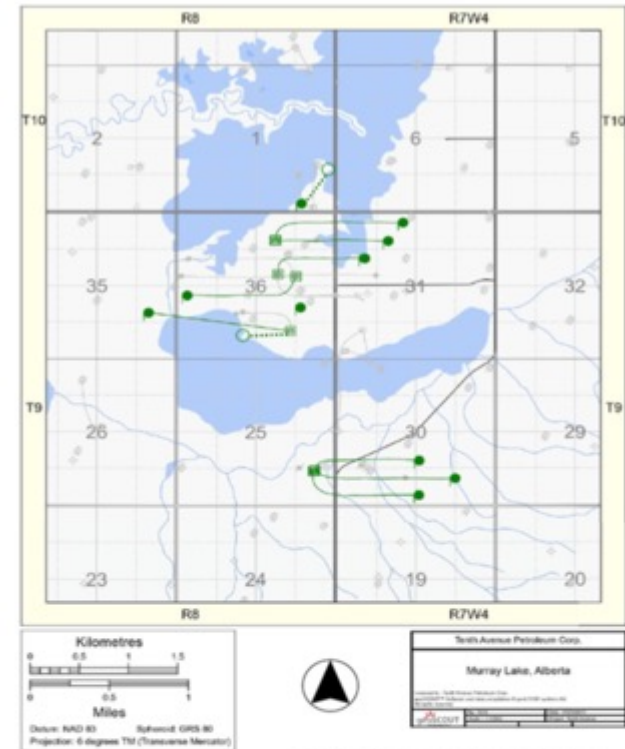 R8 R7W4
T10 T10
2 1 6 5
35 36 31 32
T9 T9
26 25 30 29
23 24 19 20
R8 R7W4
Kilometres
0 0.5 1 1.5
0 0.5 1
Miles
Datum: NAD 83 Spheroid: GRS 80
Projection: 6 degrees TM (Transverse Mercator)
Tenth Avenue Petroleum Corp.
Murray Lake, Alberta
geoSCOUT